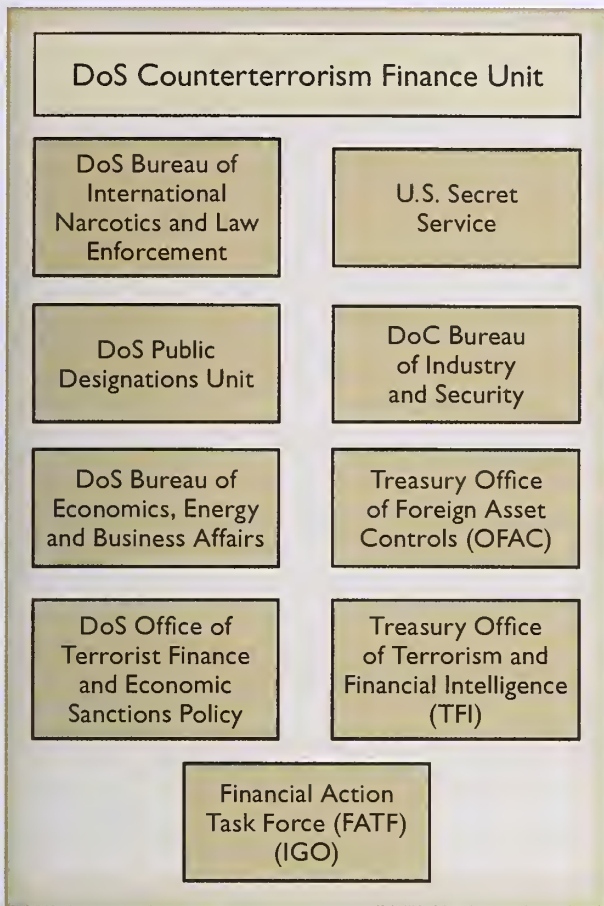 DoS Counterterrorism Finance Unit
DoS Bureau of
International
Narcotics and Law
Enforcement
U.S. Secret
Service
DoS Public
Designations Unit
DoC Bureau
of Industry
and Security
DoS Bureau of
Economics, Energy
and Business Affairs
Treasury Office
of Foreign Asset
Controls (OFAC)
DoS Office of
Terrorist Finance
and Economic
Sanctions Policy
Treasury Office
of Terrorism and
Financial Intelligence
(TFI)
Financial Action
Task Force (FATF)
(IGO)